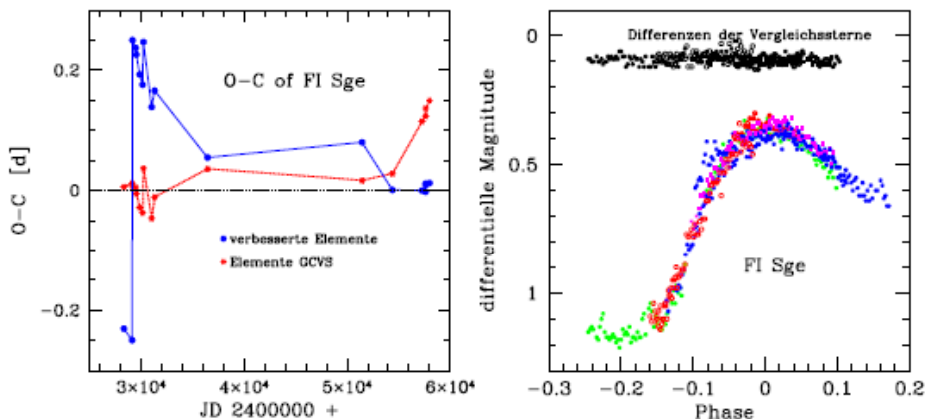 O−C of FI Sge
O−C [d]
0.2
0
−0.2
verbesserte Elemente
Elemente GCVS
3×10⁴
4×10⁴
5×10⁴
6×10⁴
JD 2400000 +
Differenzen der Vergleichssterne
differentielle Magnitude
0
0.5
1
FI Sge
−0.3
−0.2
−0.1
0
0.1
0.2
Phase